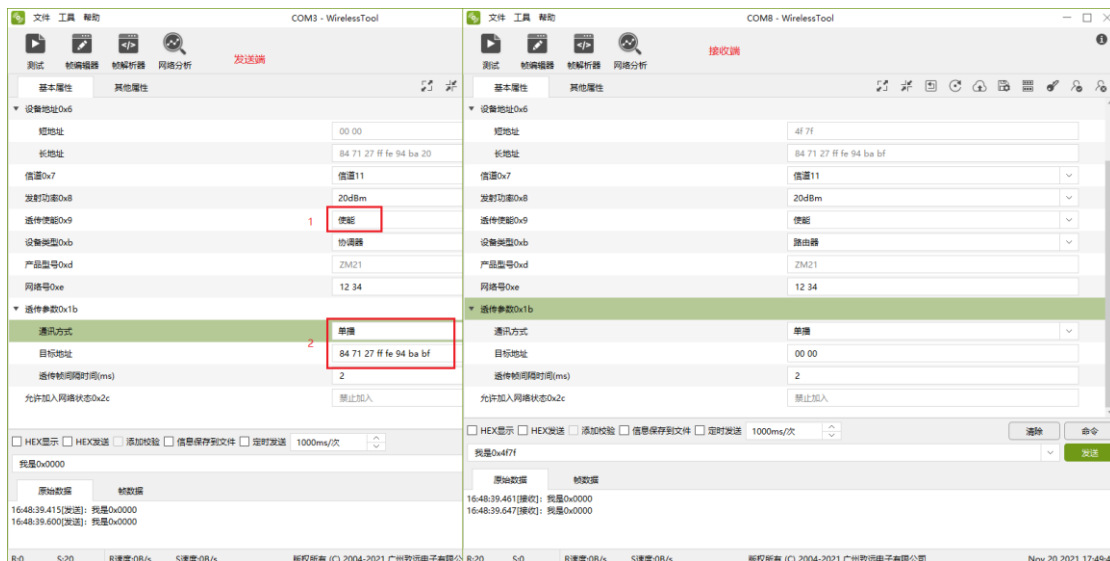 文件 工具 帮助
COM3 - WirelessTool
测试 帧编辑器 帧解析器 网络分析
发送端
基本属性 其他属性
设备地址0x6
短地址 00 00
长地址 84 71 27 ff fe 94 ba 20
信道0x7 信道11
发射功率0x8 20dBm
透传使能0x9 1 使能
设备类型0xb 协调器
产品型号0xd ZM21
网络号0xe 12 34
透传参数0x1b
通讯方式 单播
2
目标地址 84 71 27 ff fe 94 ba bf
透传帧间隔时间(ms) 2
允许加入网络状态0x2c 禁止加入
HEX显示 HEX发送 添加校验 信息保存到文件 定时发送 1000ms/次
我是0x0000
原始数据 帧数据
16:48:39.415[发送]: 我是0x0000
16:48:39.600[发送]: 我是0x0000
R:0 S:20 R速度:0B/s S速度:0B/s 版权所有 (C) 2004-2021 广州致远电子有限公
文件 工具 帮助
COM8 - WirelessTool
测试 帧编辑器 帧解析器 网络分析
接收端
基本属性 其他属性
设备地址0x6
短地址 4f 7f
长地址 84 71 27 ff fe 94 ba bf
信道0x7 信道11
发射功率0x8 20dBm
透传使能0x9 使能
设备类型0xb 路由器
产品型号0xd ZM21
网络号0xe 12 34
透传参数0x1b
通讯方式 单播
目标地址 00 00
透传帧间隔时间(ms) 2
允许加入网络状态0x2c 禁止加入
HEX显示 HEX发送 添加校验 信息保存到文件 定时发送 1000ms/次 清除 命令
我是0x4f7f 发送
原始数据 帧数据
16:48:39.461[接收]: 我是0x0000
16:48:39.647[接收]: 我是0x0000
R:20 S:0 R速度:0B/s S速度:0B/s 版权所有 (C) 2004-2021 广州致远电子有限公司 Nov 20 2021 17:49:4